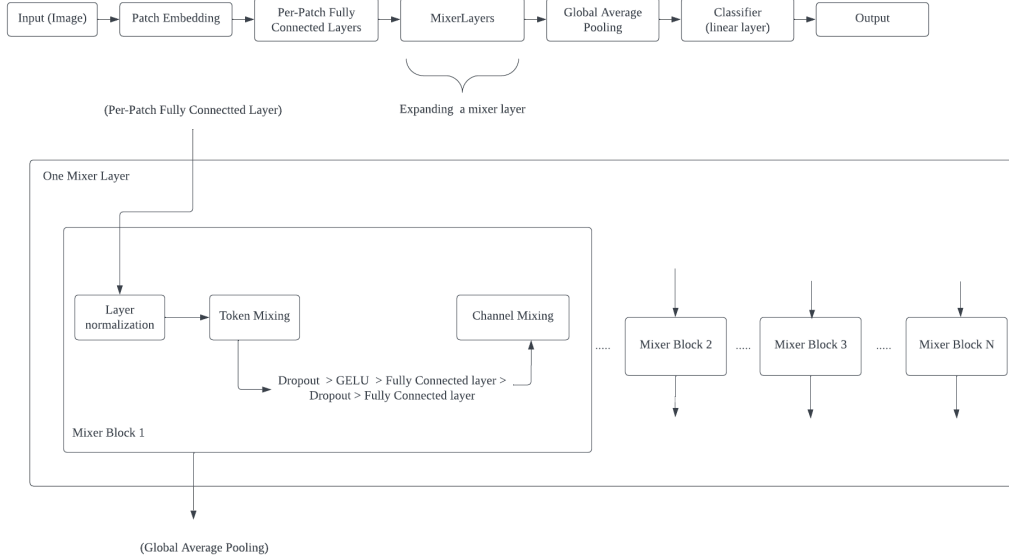 Input (Image)
Patch Embedding
Per-Patch Fully
Connected Layers
MixerLayers
Global Average
Pooling
Classifier
(linear layer)
Output
Expanding a mixer layer
(Per-Patch Fully Connectted Layer)
One Mixer Layer
Layer
normalization
Token Mixing
Channel Mixing
Dropout > GELU > Fully Connected layer >
Dropout > Fully Connected layer
Mixer Block 1
.....
Mixer Block 2
.....
Mixer Block 3
.....
Mixer Block N
(Global Average Pooling)